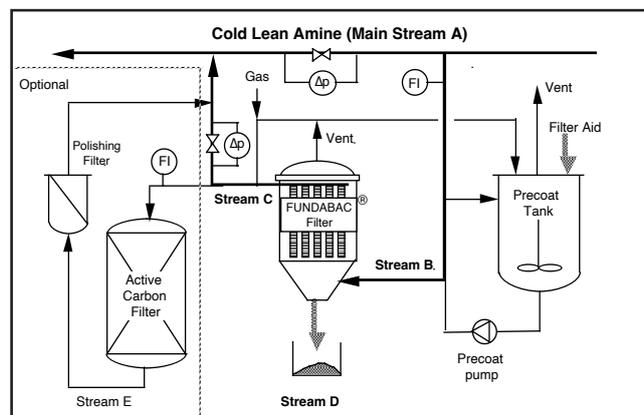 Cold Lean Amine (Main Stream A)
Optional
Δp
FI
Gas
Vent
Polishing
Filter
Δp
Vent.
Filter Aid
FI
Stream C
FUNDABAC ®
Filter
Precoat
Tank
Stream B.
Active
Carbon
Filter
Precoat
pump
Stream E
Stream D